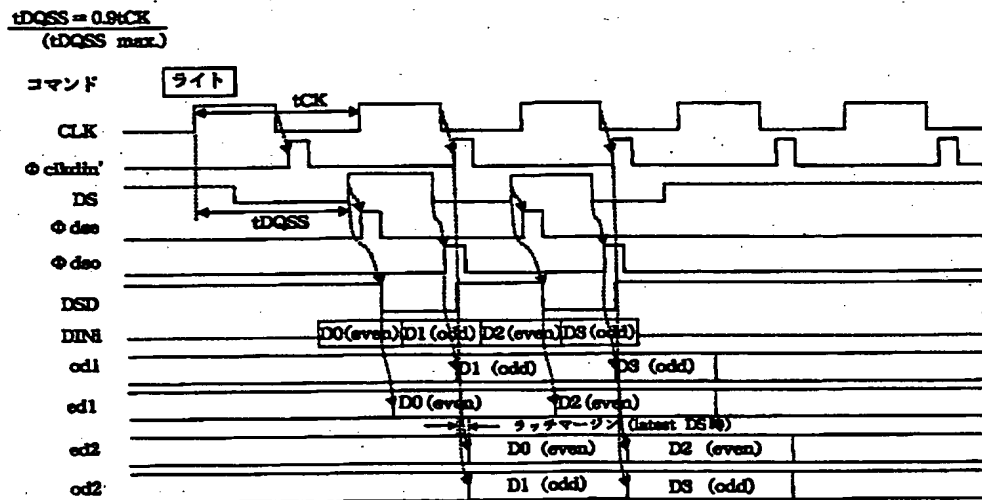 tDQSS = 0.9tCK
(tDQSS max.)
コマンド
ライト
tCK
CLK
Φclkdin'
DS
tDQSS
Φdse
Φdso
DSD
DINi
D0(even) D1(odd) D2(even) D3(odd)
od1
D1 (odd)
D3 (odd)
ed1
D0 (even)
D2 (even)
ラッチマージン (latest DS時)
ed2
D0 (even)
D2 (even)
od2
D1 (odd)
D3 (odd)